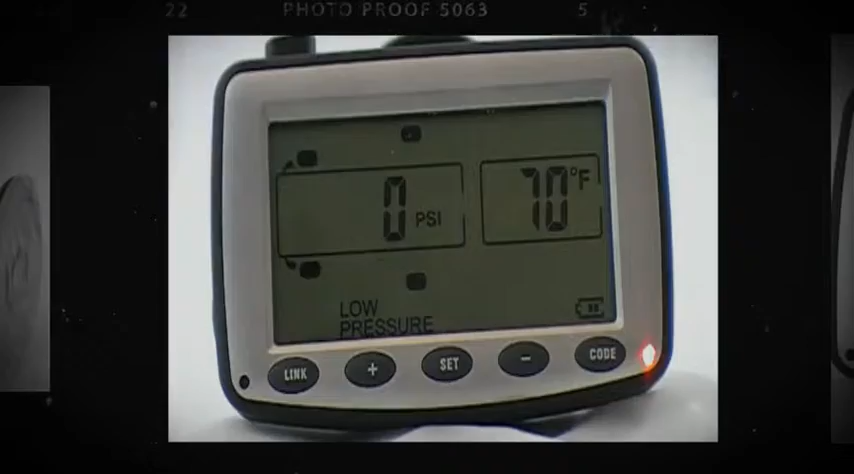 22 PHOTO PROOF 5063 5
0 PSI 70°F
LOW
PRESSURE
LINK + SET - CODE